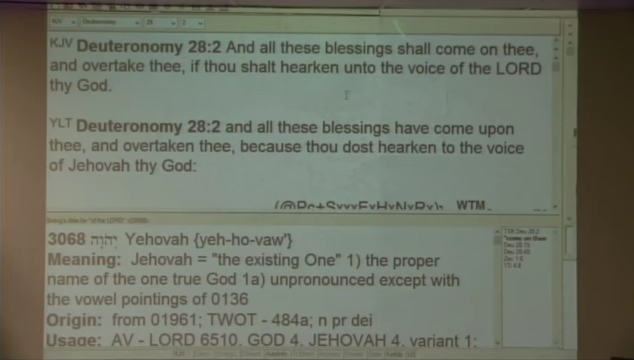 KJV Deuteronomy 28:2 And all these blessings shall come on thee,
and overtake thee, if thou shalt hearken unto the voice of the LORD
thy God.
YLT Deuteronomy 28:2 and all these blessings have come upon
thee, and overtaken thee, because thou dost hearken to the voice
of Jehovah thy God:
WTM
3068 יְהֹוָה Yehovah {yeh-ho-vaw'}
Meaning: Jehovah = "the existing One" 1) the proper
name of the one true God 1a) unpronounced except with
the vowel pointings of 0136
Origin: from 01961; TWOT - 484a; n pr dei
Usage: AV - LORD 6510, GOD 4, JEHOVAH 4, variant 1;